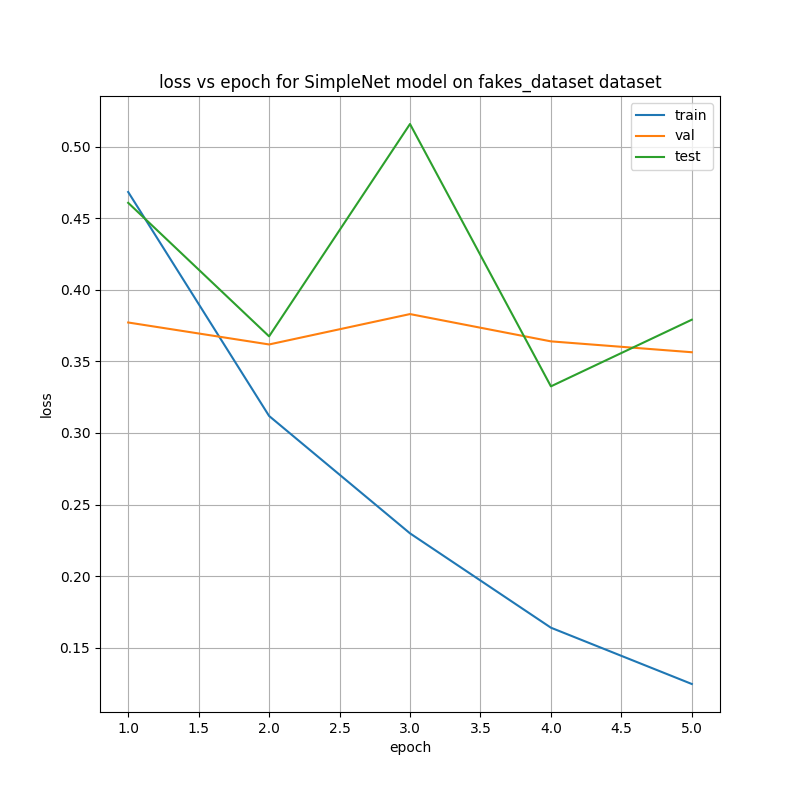 loss vs epoch for SimpleNet model on fakes_dataset dataset
train
val
test
0.50
0.45
0.40
0.35
0.30
0.25
0.20
0.15
loss
1.0 1.5 2.0 2.5 3.0 3.5 4.0 4.5 5.0
epoch